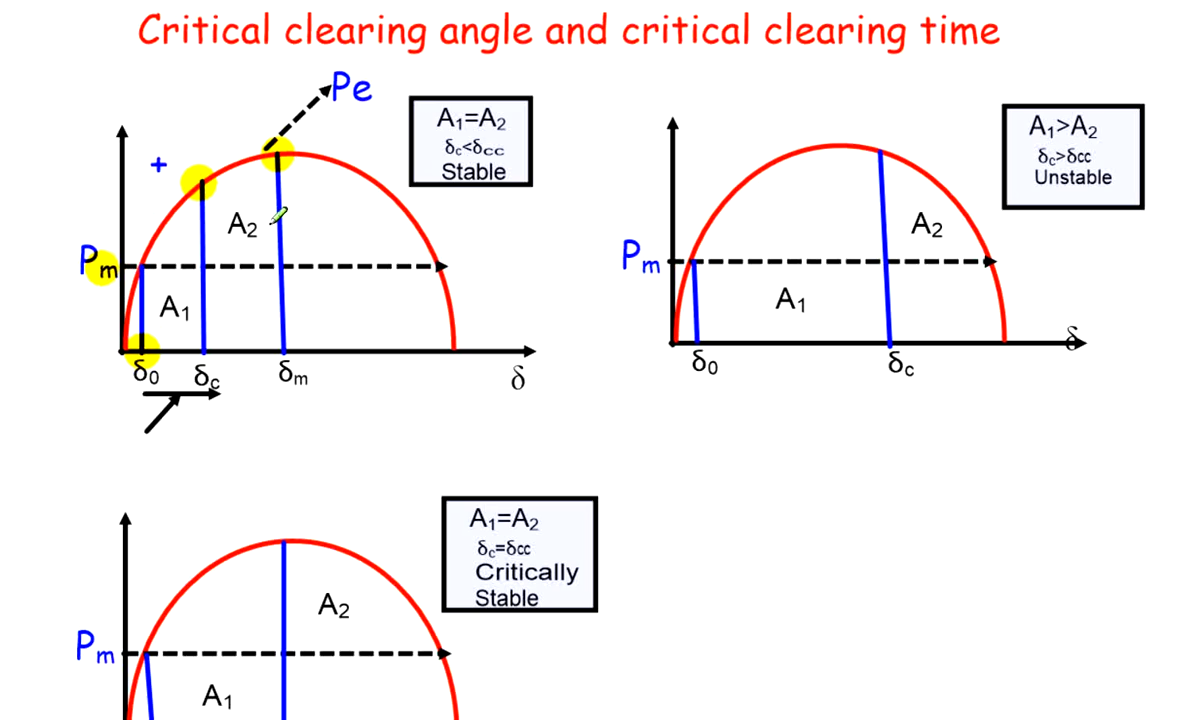 Critical clearing angle and critical clearing time
Pe
+
A₁=A₂
δc<δcc
Stable
A₂
Pm
A₁
δ₀
δc
δm
δ
A₁>A₂
δc>δcc
Unstable
A₂
Pm
A₁
δ₀
δc
δ
A₁=A₂
δc=δcc
Critically
Stable
A₂
Pm
A₁